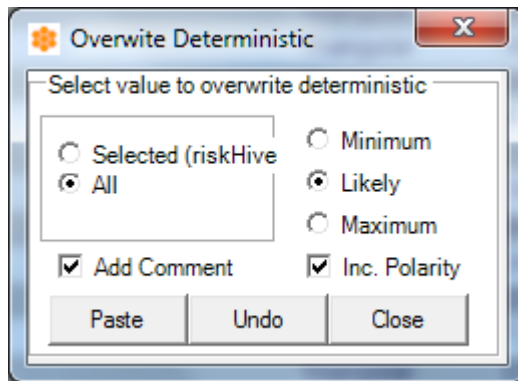 Overwite Deterministic
Select value to overwrite deterministic
Selected (riskHive
All
Minimum
Likely
Maximum
Add Comment
Inc. Polarity
Paste
Undo
Close